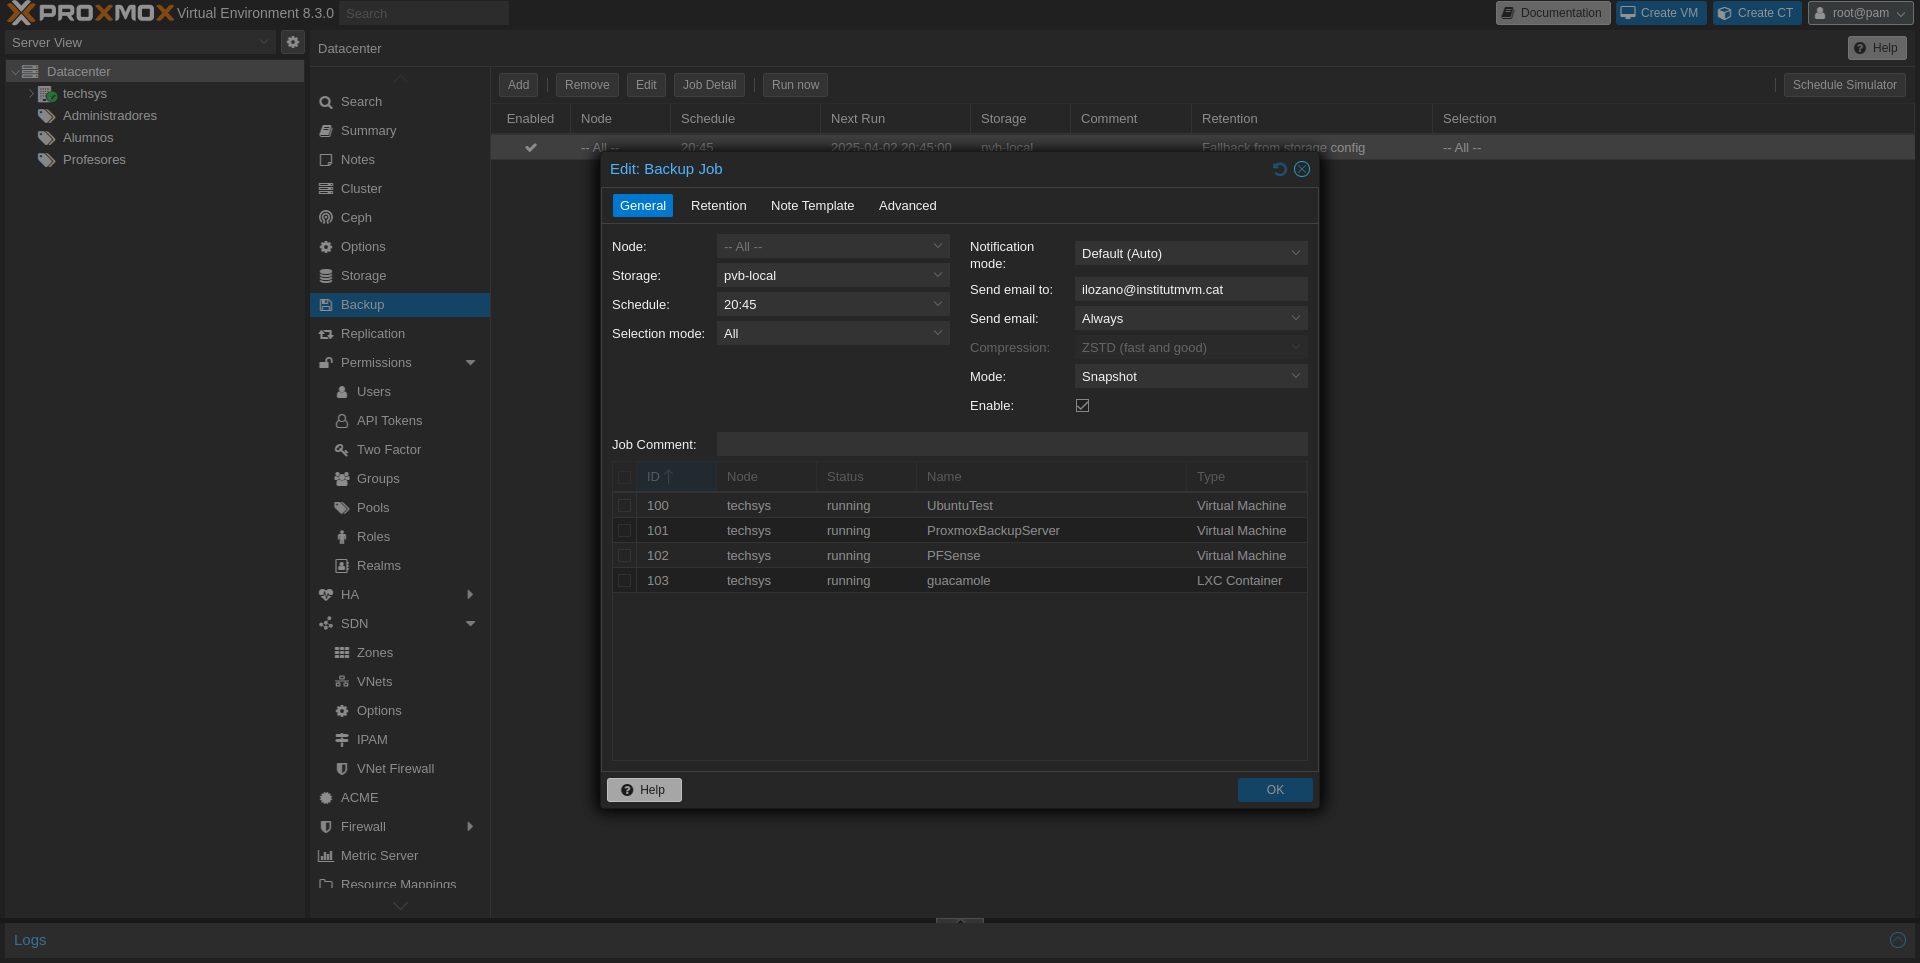 PROXMOX Virtual Environment 8.3.0 Search Documentation Create VM Create CT root@pam
Server View
Datacenter
techsys
Administradores
Alumnos
Profesores
Datacenter Help
Search
Summary
Notes
Cluster
Ceph
Options
Storage
Backup
Replication
Permissions
Users
API Tokens
Two Factor
Groups
Pools
Roles
Realms
HA
SDN
Zones
VNets
Options
IPAM
VNet Firewall
ACME
Firewall
Metric Server
Resource Mappings
Add Remove Edit Job Detail Run now Schedule Simulator
Enabled Node Schedule Next Run Storage Comment Retention Selection
-- All -- 20:45 2025-04-02 20:45:00 pvb-local Fallback from storage config -- All --
Edit: Backup Job
General Retention Note Template Advanced
Node: -- All --
Storage: pvb-local
Schedule: 20:45
Selection mode: All
Notification mode: Default (Auto)
Send email to: ilozano@institutmvm.cat
Send email: Always
Compression: ZSTD (fast and good)
Mode: Snapshot
Enable:
Job Comment:
ID Node Status Name Type
100 techsys running UbuntuTest Virtual Machine
101 techsys running ProxmoxBackupServer Virtual Machine
102 techsys running PFSense Virtual Machine
103 techsys running guacamole LXC Container
Help OK
Logs